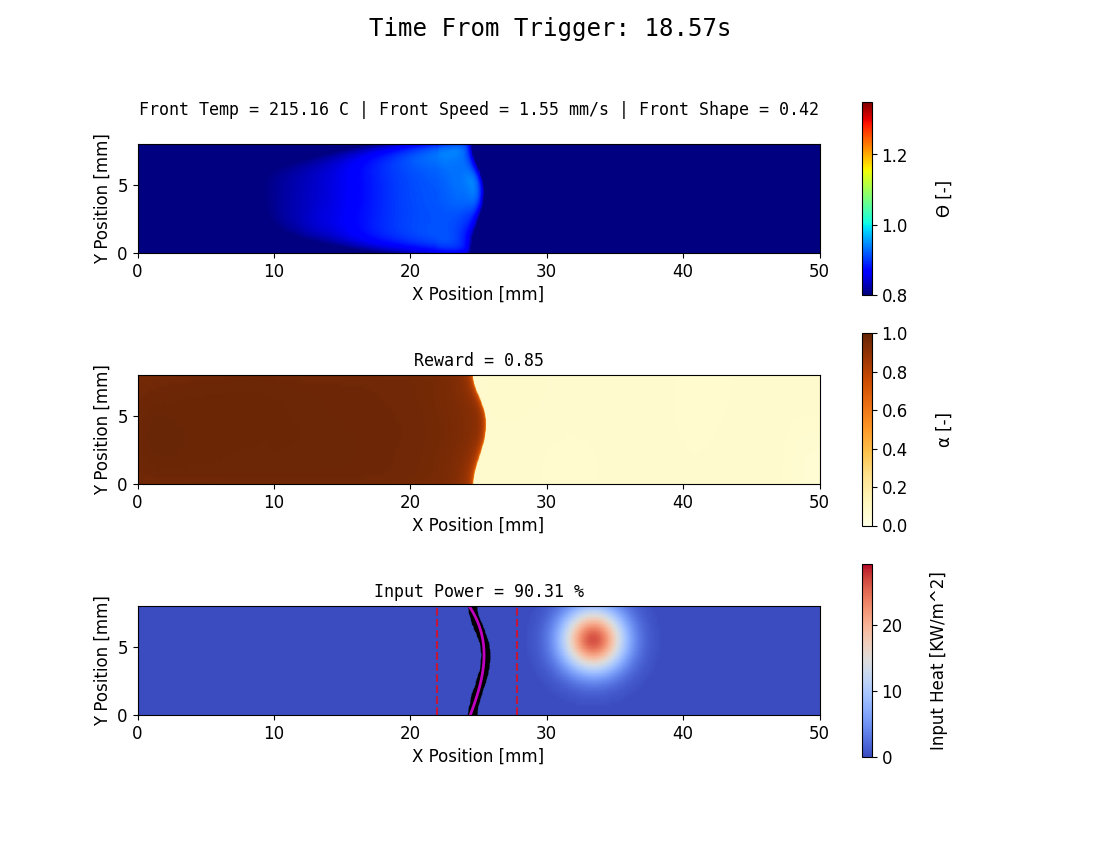 Time From Trigger: 18.57s
Front Temp = 215.16 C | Front Speed = 1.55 mm/s | Front Shape = 0.42
Y Position [mm]
5
0
0 10 20 30 40 50
X Position [mm]
1.2
1.0
0.8
Θ [-]
Reward = 0.85
Y Position [mm]
5
0
0 10 20 30 40 50
X Position [mm]
1.0
0.8
0.6
0.4
0.2
0.0
α [-]
Input Power = 90.31 %
Y Position [mm]
5
0
0 10 20 30 40 50
X Position [mm]
20
10
0
Input Heat [KW/m^2]